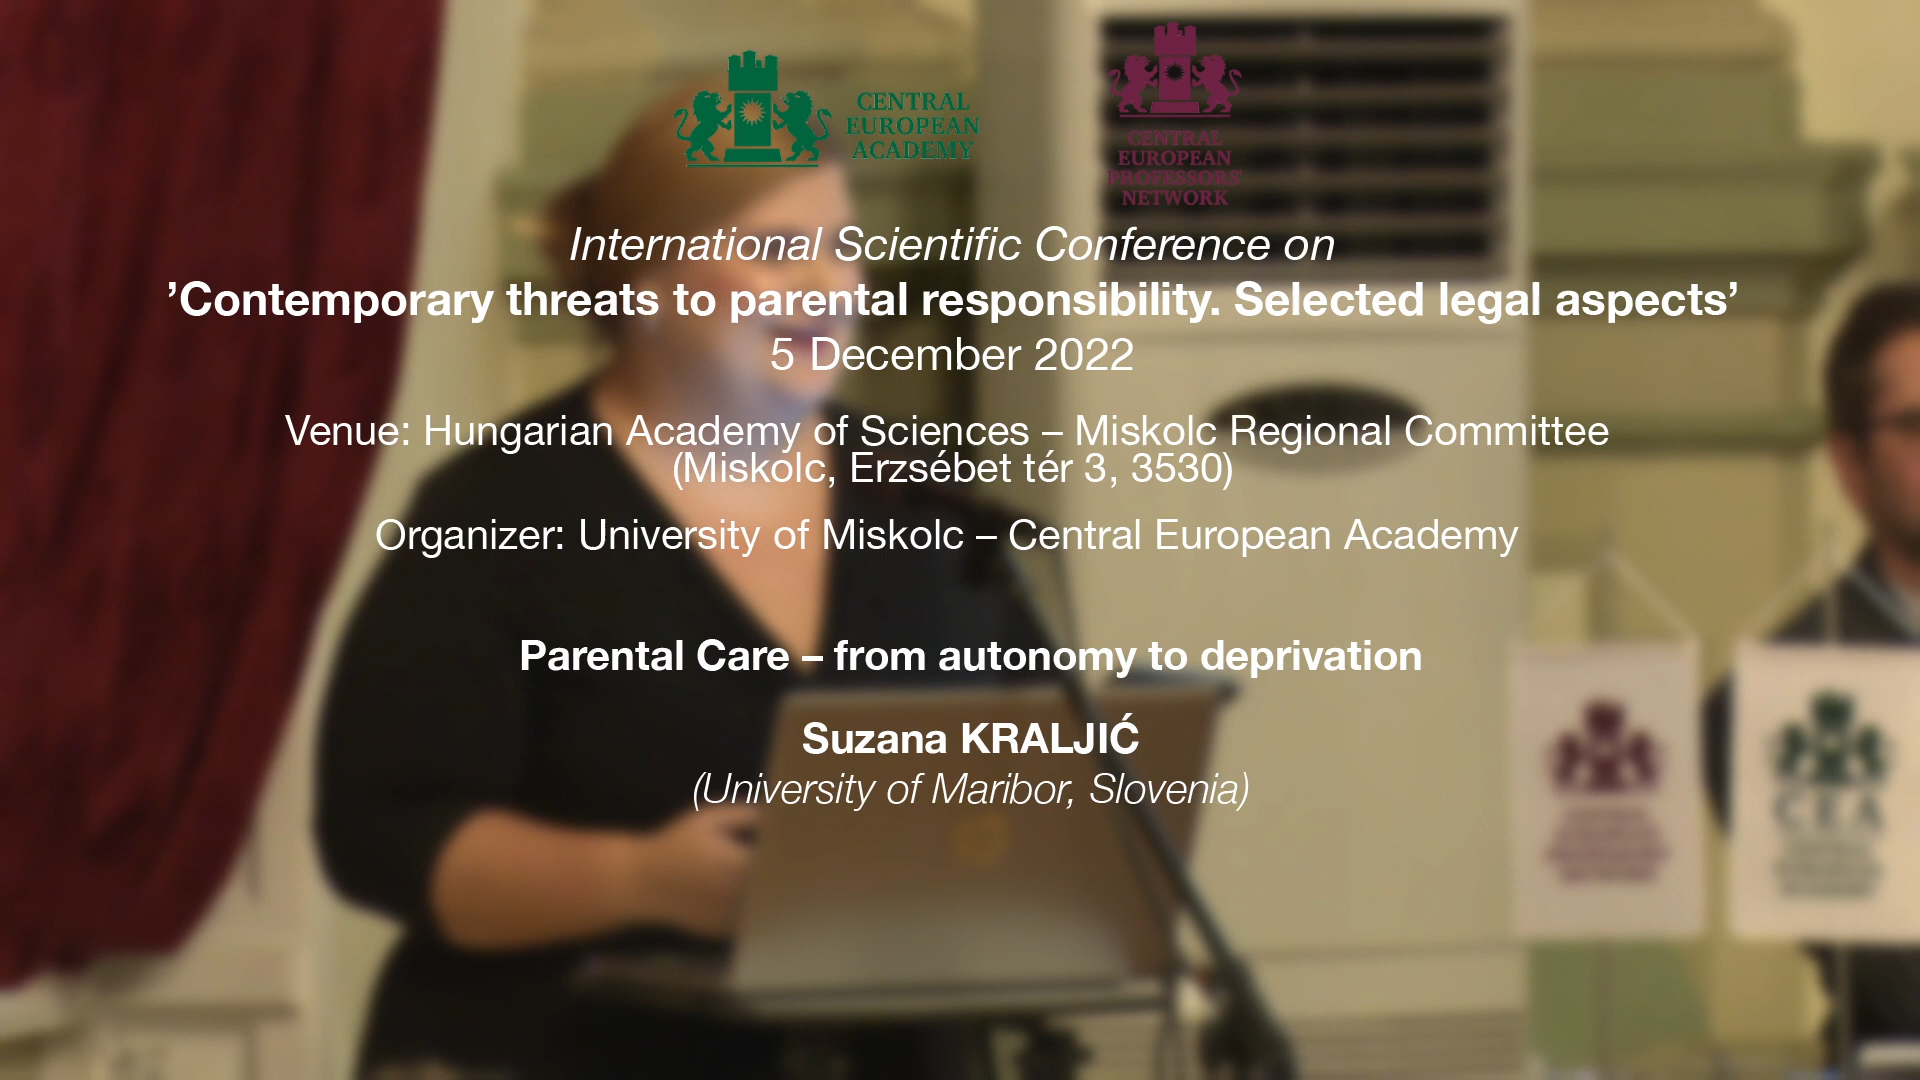 CENTRAL
EUROPEAN
ACADEMY
CENTRAL
EUROPEAN
PROFESSORS'
NETWORK
International Scientific Conference on
’Contemporary threats to parental responsibility. Selected legal aspects’
5 December 2022
Venue: Hungarian Academy of Sciences – Miskolc Regional Committee
(Miskolc, Erzsébet tér 3, 3530)
Organizer: University of Miskolc – Central European Academy
Parental Care – from autonomy to deprivation
Suzana KRALJIĆ
(University of Maribor, Slovenia)
CEA